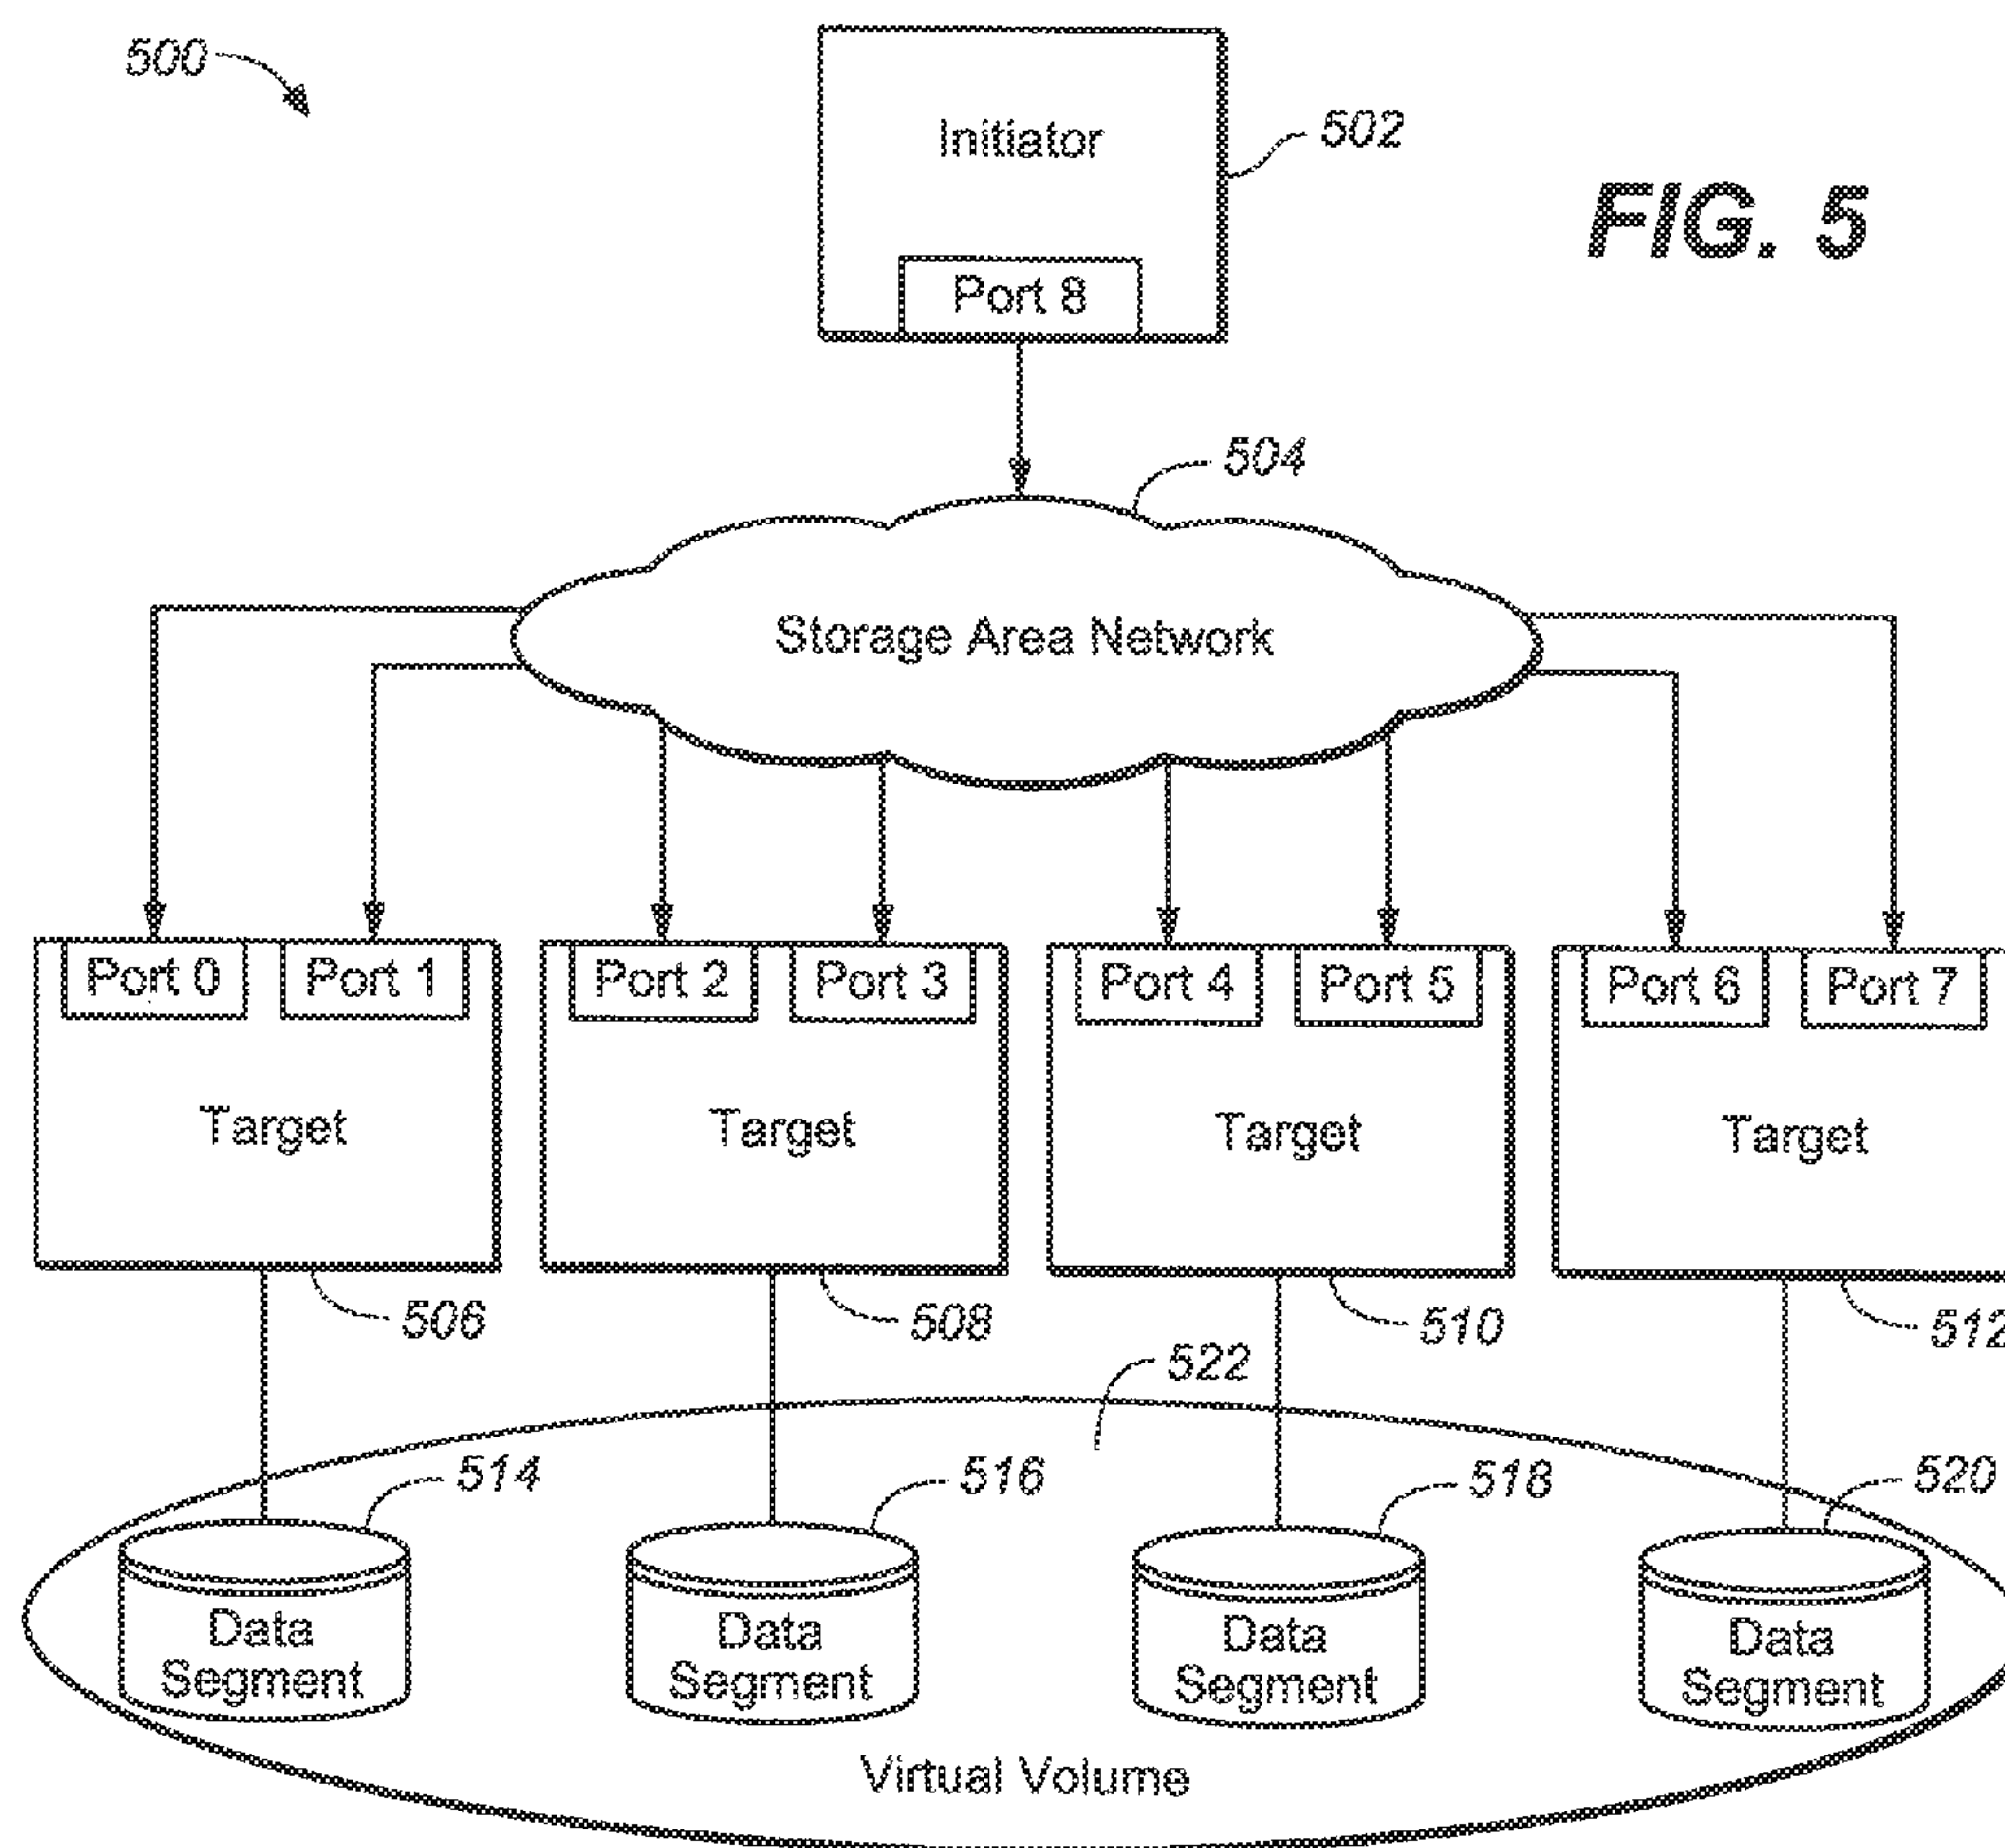 500
Initiator
502
FIG. 5
Port 8
504
Storage Area Network
Port 0 Port 1 Port 2 Port 3 Port 4 Port 5 Port 6 Port 7
Target Target Target Target
506 508 510 512
522
514 516 518 520
Data Data Data Data
Segment Segment Segment Segment
Virtual Volume